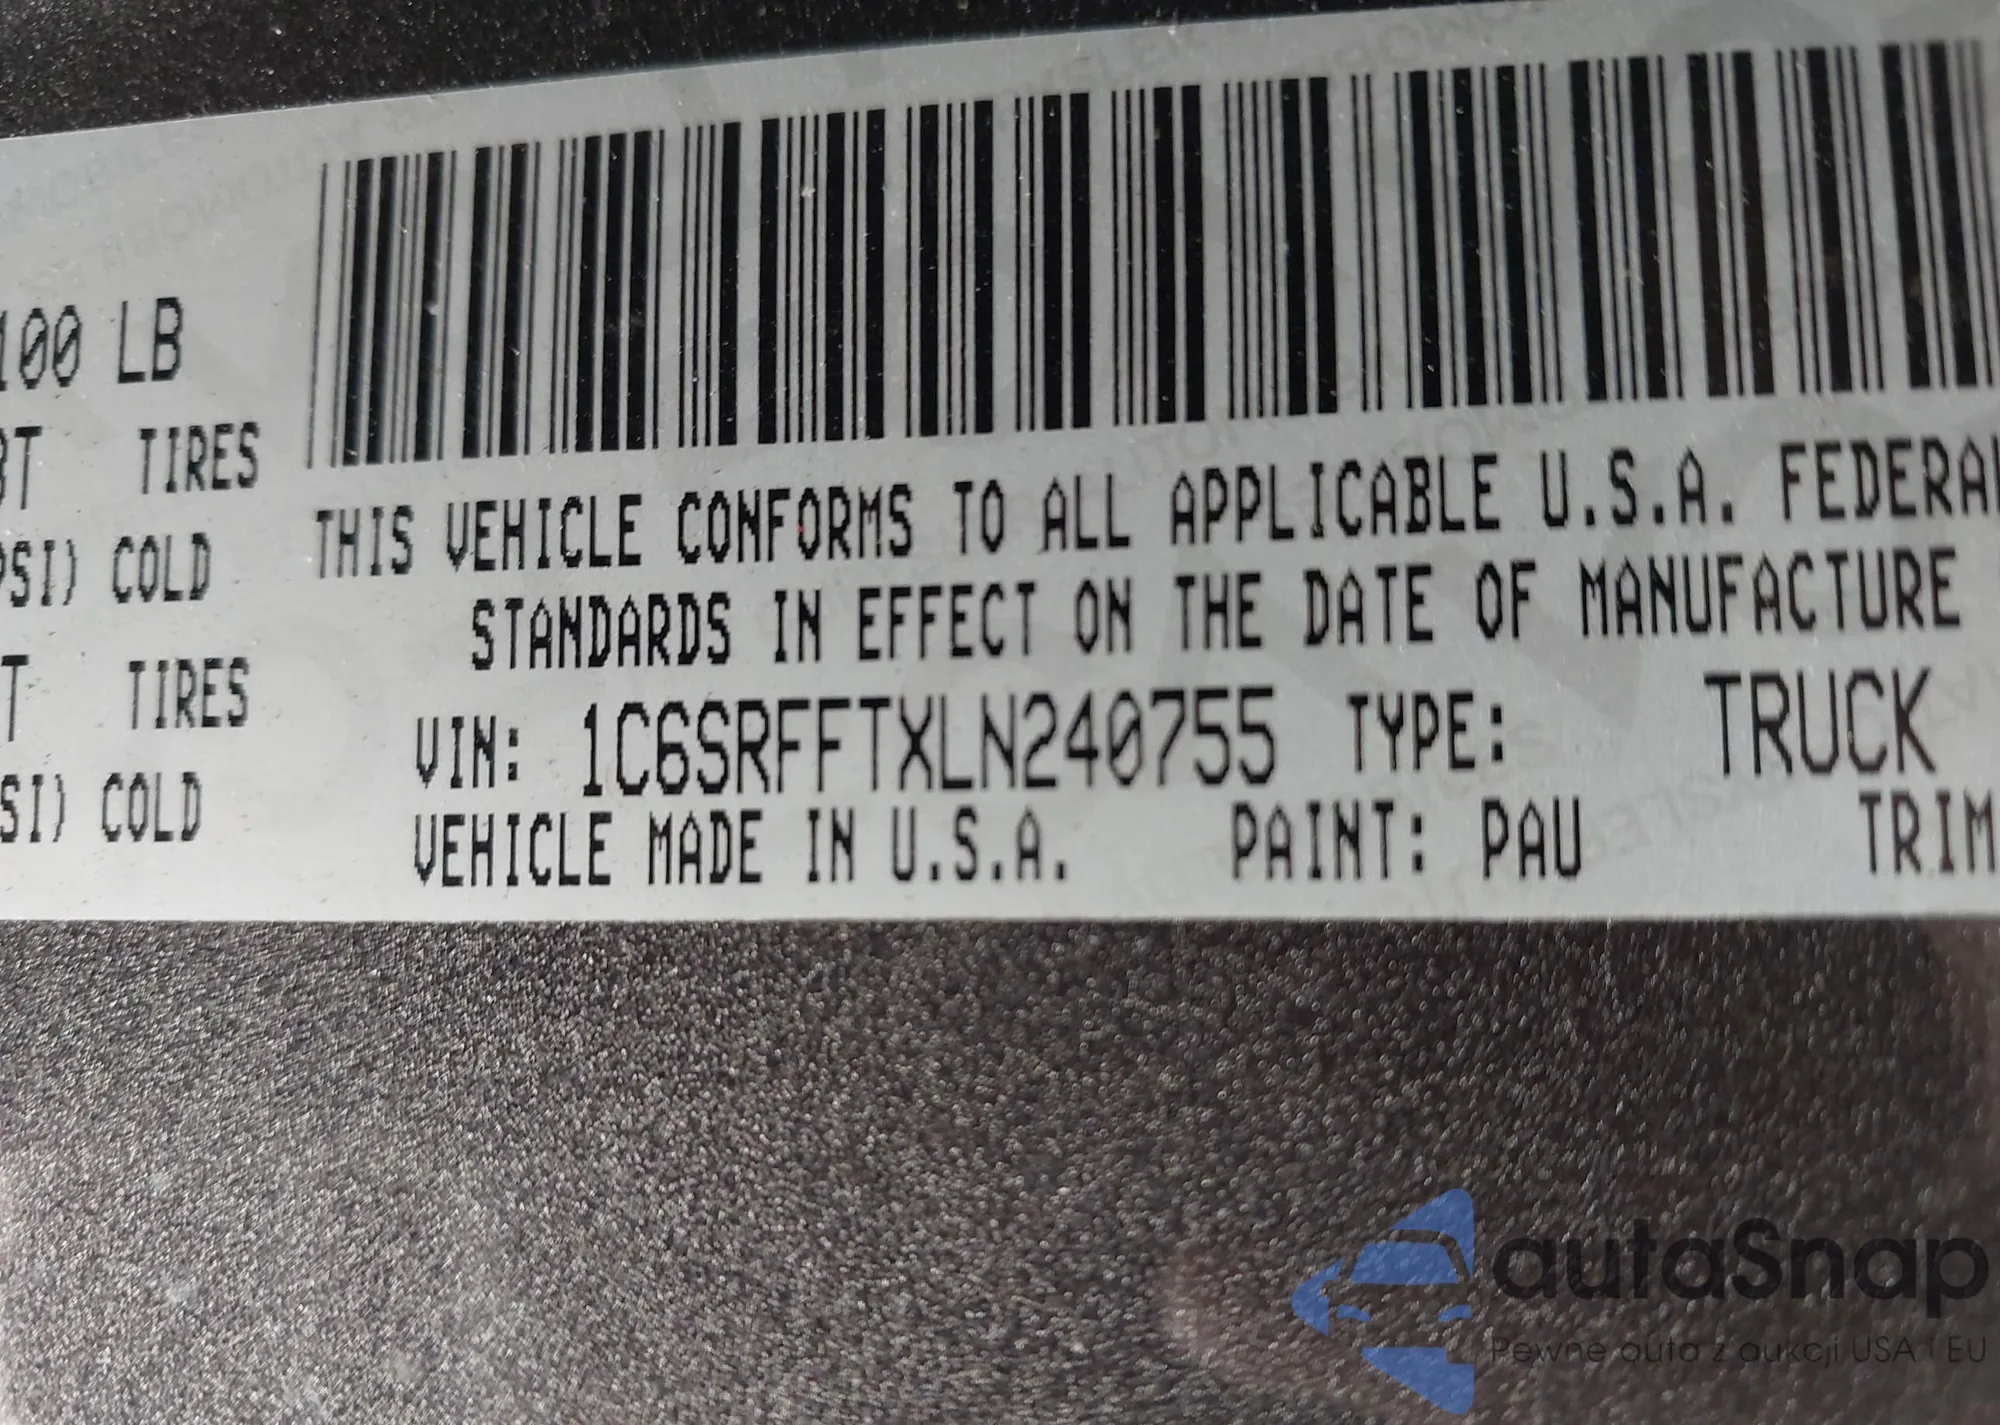 100 LB
TIRES
THIS VEHICLE CONFORMS TO ALL APPLICABLE U.S.A. FEDERAL
PSI) COLD
STANDARDS IN EFFECT ON THE DATE OF MANUFACTURE
TIRES
VIN: 1C6SRFFTXLN240755 TYPE: TRUCK
SI) COLD
VEHICLE MADE IN U.S.A. PAINT: PAU TRIM
autaSnap
Pewne auta z aukcji USA i EU